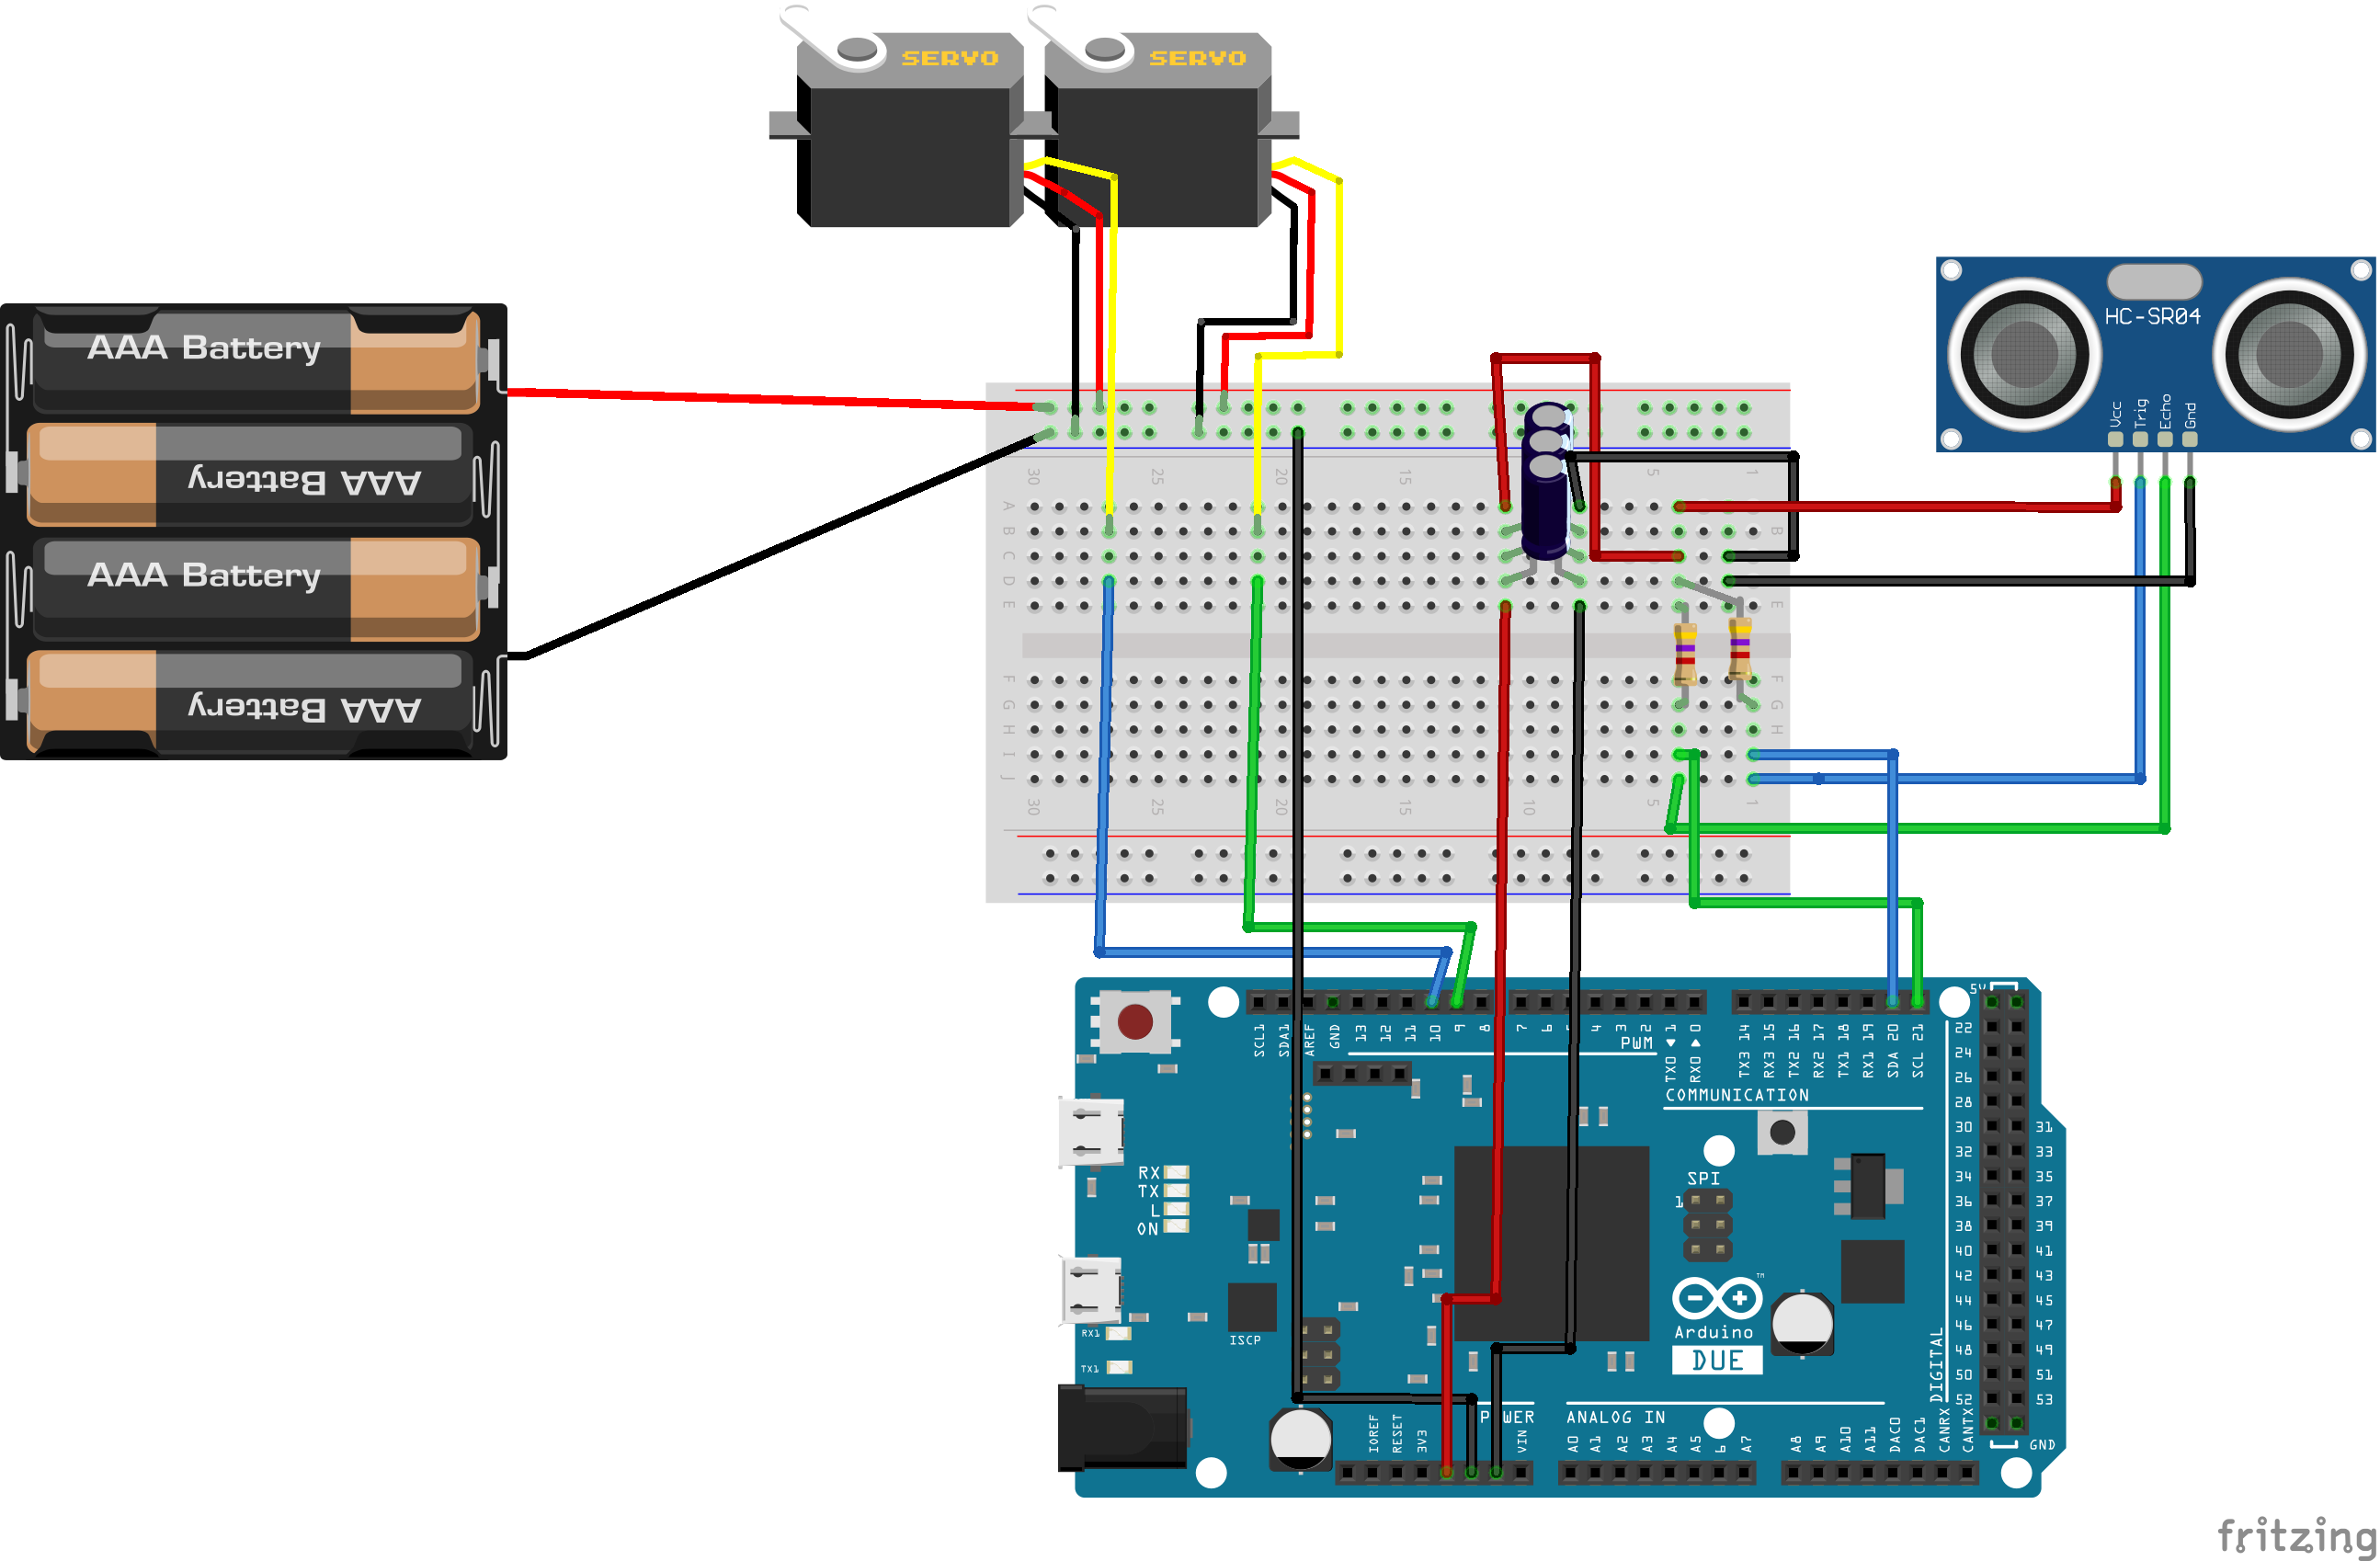 SERVO
SERVO
AAA Battery
AAA Battery
AAA Battery
AAA Battery
HC-SR04
Vcc
Trig
Echo
Gnd
30
25
20
15
5
1
A
B
C
D
E
B
E
F
G
H
I
J
F
G
H
I
J
30
25
20
15
10
5
1
SCL1
SDA1
AREF
GND
13
12
11
10
9
8
7
6
4
3
2
TX0 1
RX0 0
PWM
TX3 14
RX3 15
TX2 16
RX2 17
TX1 18
RX1 19
SDA 20
SCL 21
COMMUNICATION
5V
22
24
26
28
30 31
32 33
34 35
36 37
38 39
40 41
42 43
44 45
46 47
48 49
50 51
52 53
GND
DIGITAL
RX
TX
L
ON
SPI
1
RX1
TX1
ISCP
Arduino
TM
DUE
POWER
ANALOG IN
IOREF
RESET
3V3
VIN
A0
A1
A2
A3
A4
A5
6
A7
A8
A9
A10
A11
DAC0
DAC1
CANRX
CANTX
fritzing